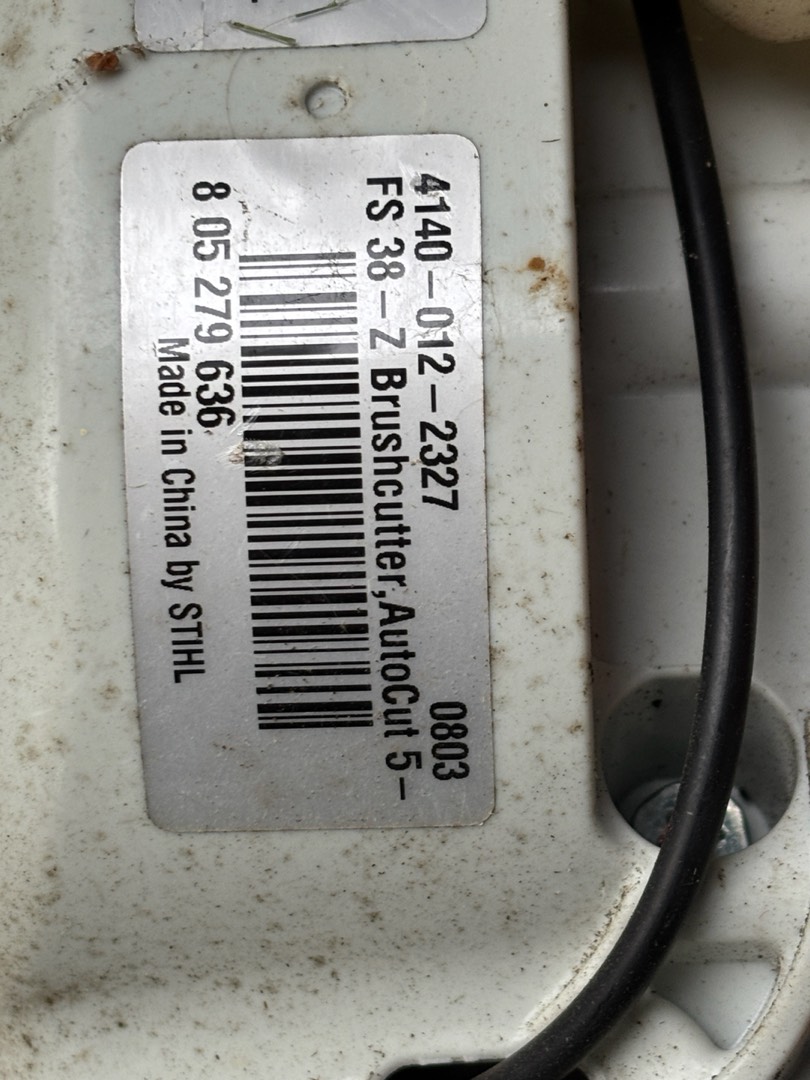 4140-012-2327 0803
FS 38-Z Brushcutter,AutoCut 5-
8 05 279 636
Made in China by STIHL